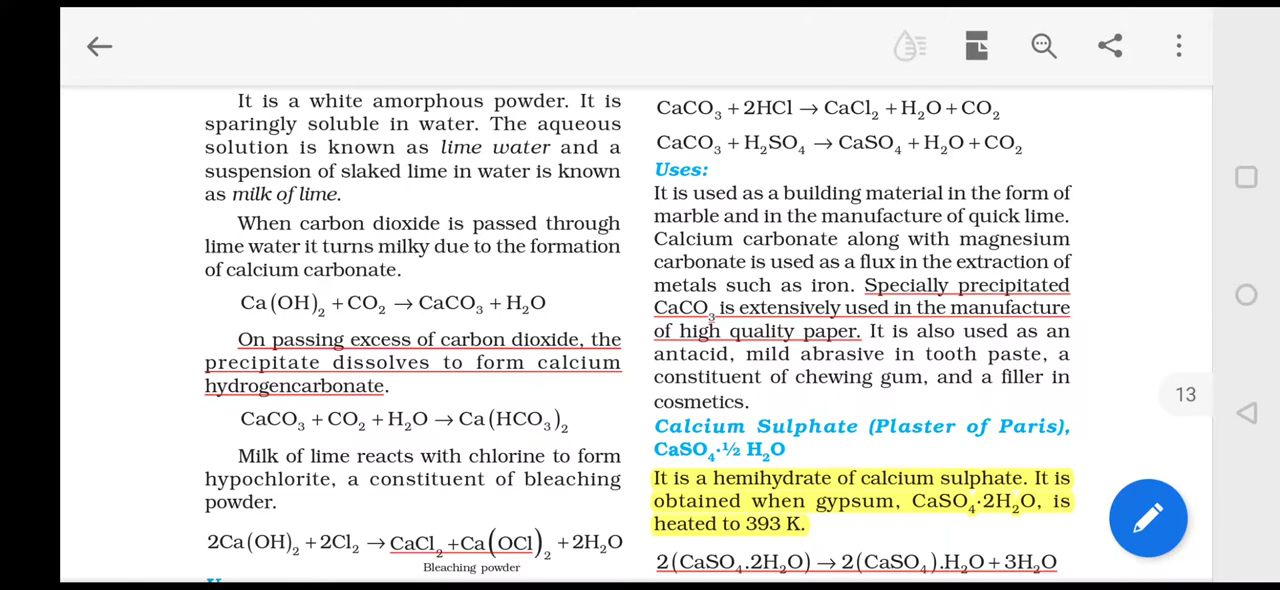 It is a white amorphous powder. It is
sparingly soluble in water. The aqueous
solution is known as lime water and a
suspension of slaked lime in water is known
as milk of lime.
When carbon dioxide is passed through
lime water it turns milky due to the formation
of calcium carbonate.
Ca(OH)₂ + CO₂ → CaCO₃ + H₂O
On passing excess of carbon dioxide, the
precipitate dissolves to form calcium
hydrogencarbonate.
CaCO₃ + CO₂ + H₂O → Ca(HCO₃)₂
Milk of lime reacts with chlorine to form
hypochlorite, a constituent of bleaching
powder.
2Ca(OH)₂ + 2Cl₂ → CaCl₂ + Ca(OCl)₂ + 2H₂O
Bleaching powder
CaCO₃ + 2HCl → CaCl₂ + H₂O + CO₂
CaCO₃ + H₂SO₄ → CaSO₄ + H₂O + CO₂
Uses:
It is used as a building material in the form of
marble and in the manufacture of quick lime.
Calcium carbonate along with magnesium
carbonate is used as a flux in the extraction of
metals such as iron. Specially precipitated
CaCO₃ is extensively used in the manufacture
of high quality paper. It is also used as an
antacid, mild abrasive in tooth paste, a
constituent of chewing gum, and a filler in
cosmetics.
Calcium Sulphate (Plaster of Paris),
CaSO₄·½ H₂O
It is a hemihydrate of calcium sulphate. It is
obtained when gypsum, CaSO₄·2H₂O, is
heated to 393 K.
2(CaSO₄.2H₂O) → 2(CaSO₄).H₂O + 3H₂O
13